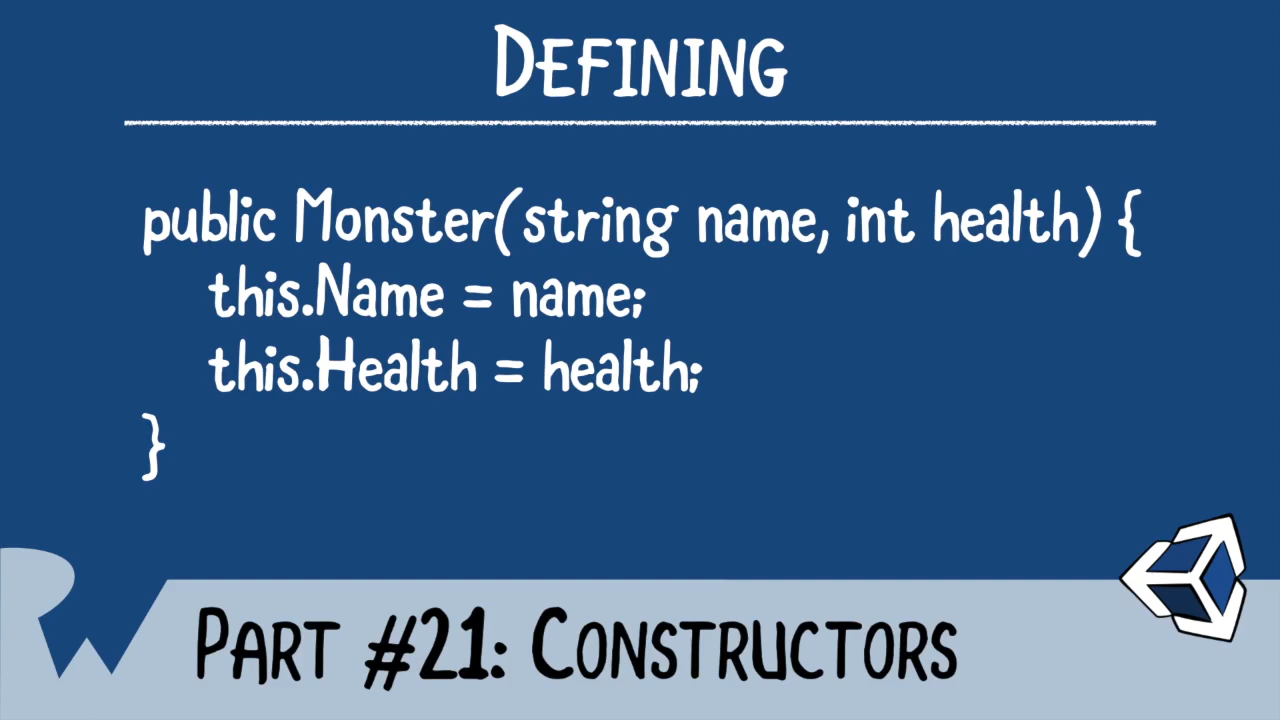 DEFINING
public Monster(string name, int health) {
this.Name = name;
this.Health = health;
}
PART #21: CONSTRUCTORS